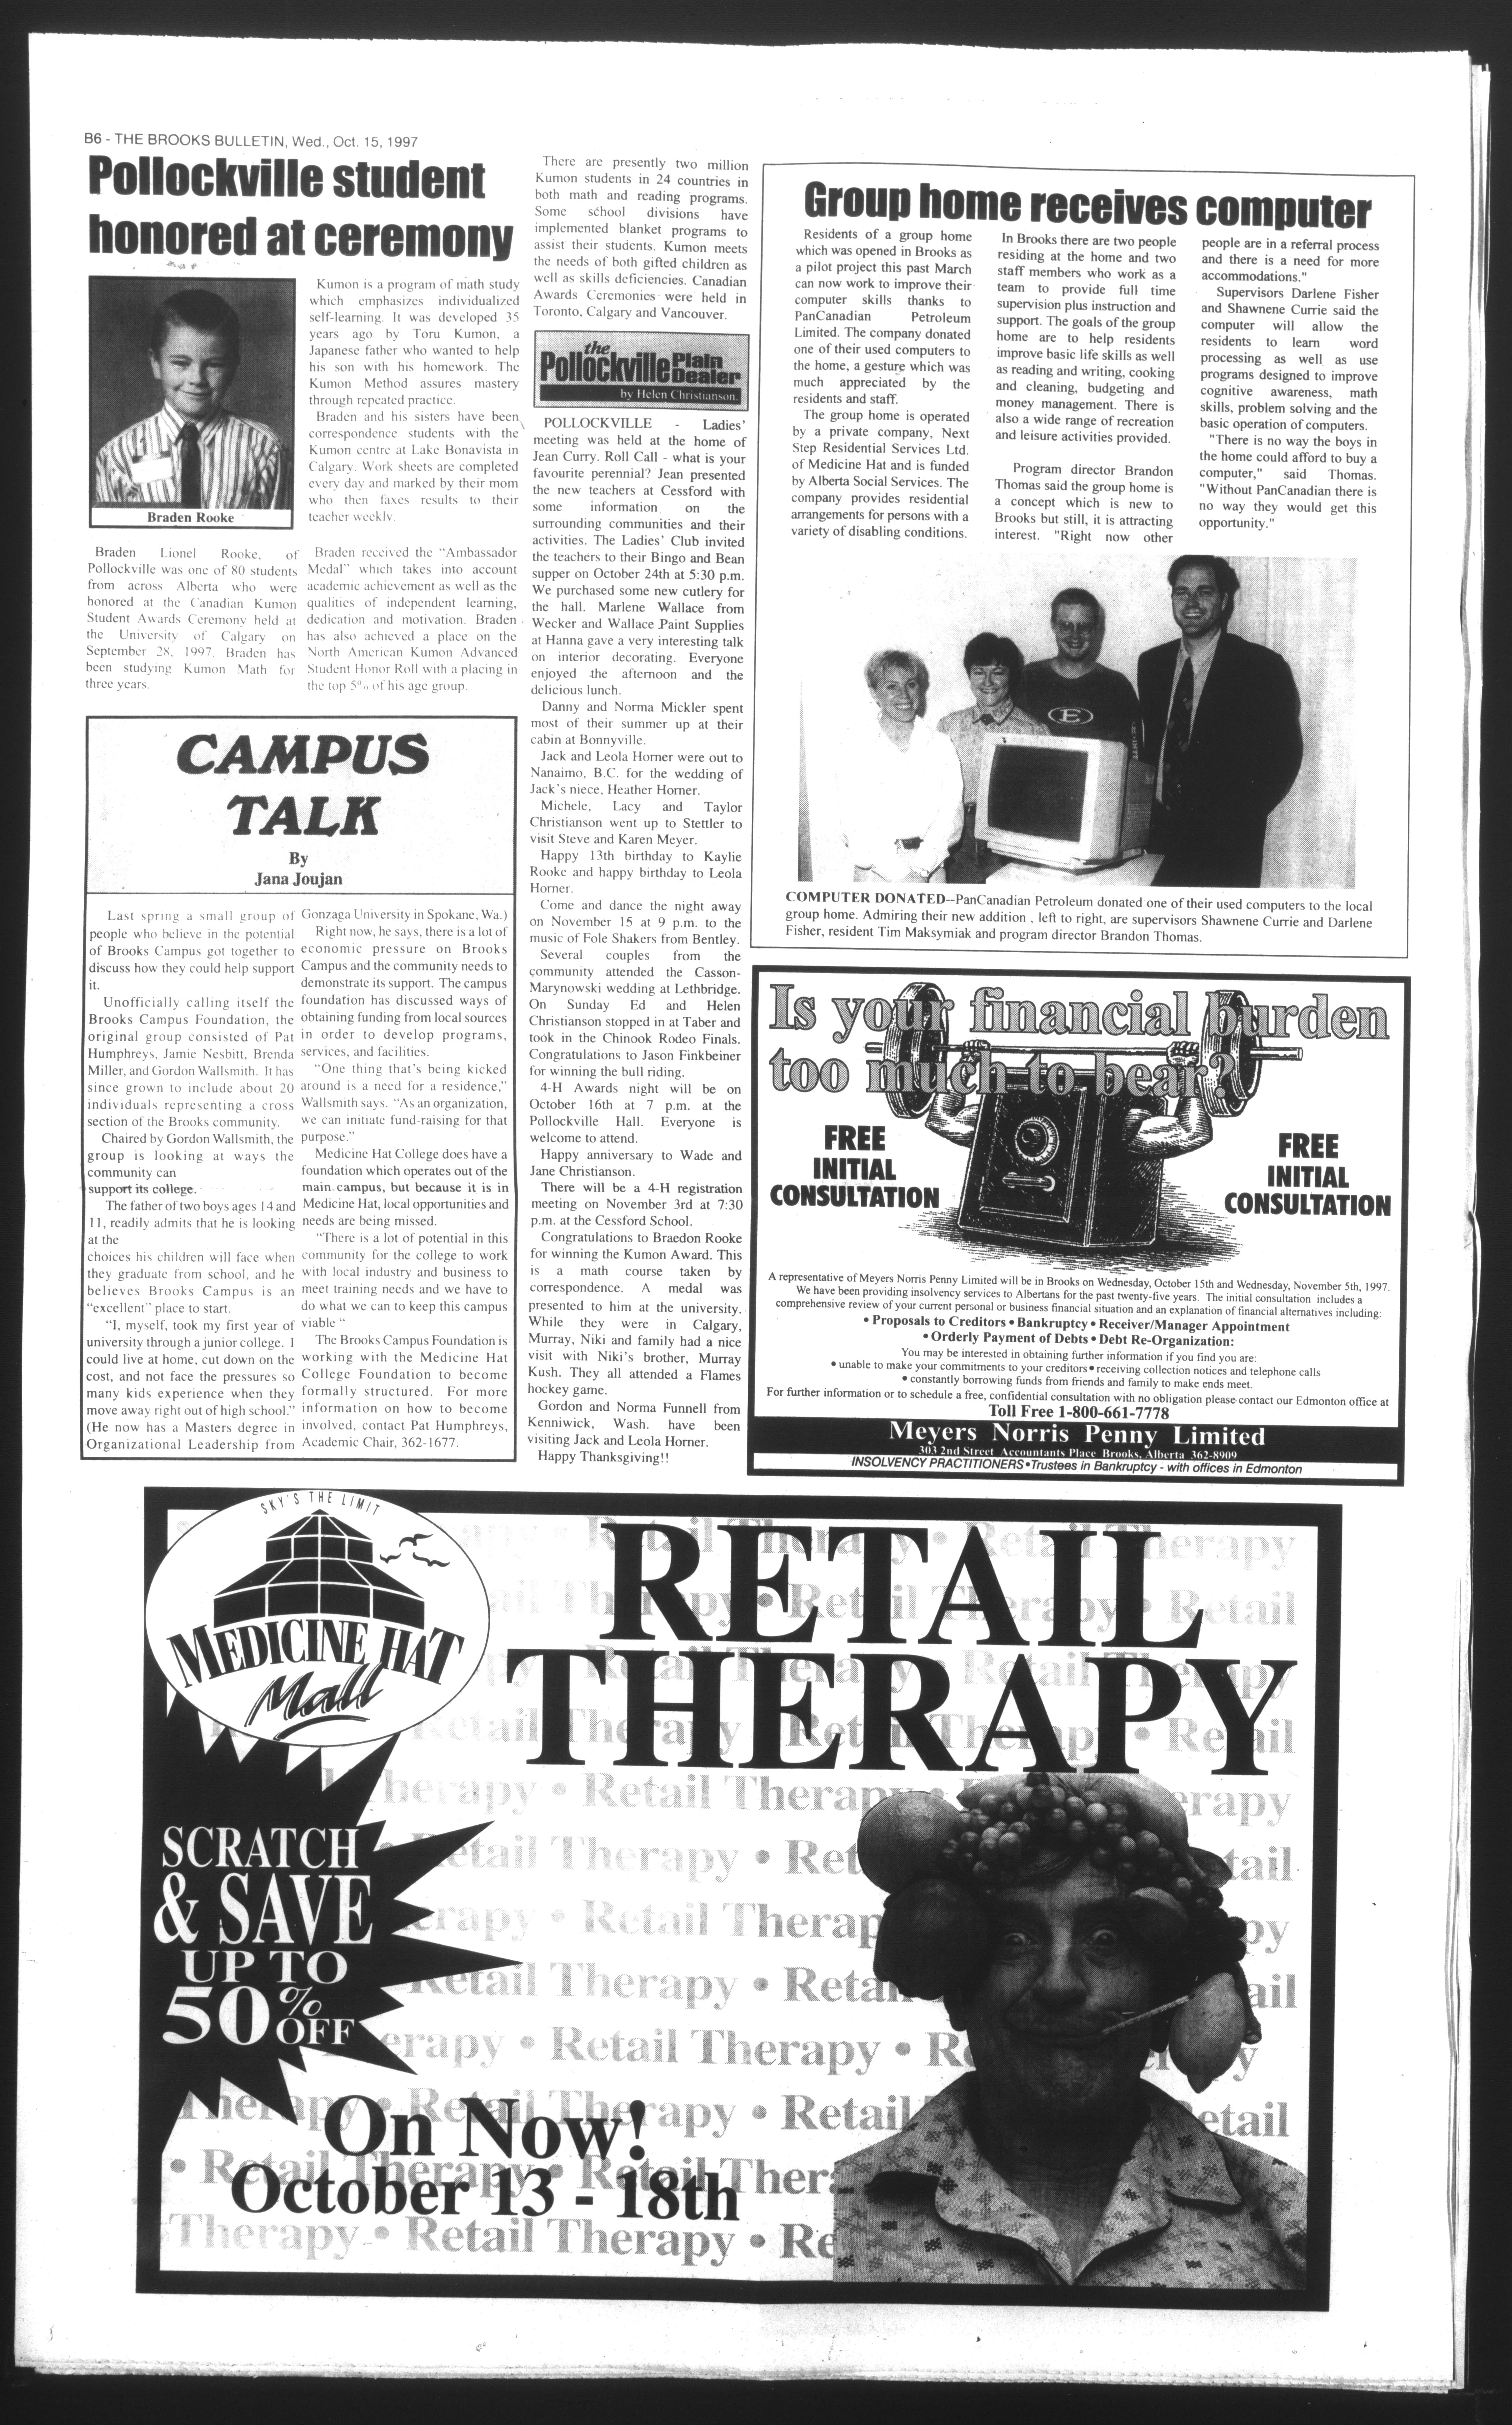 B6 - THE BROOKS BULLETIN, Wed., Oct. 15, 1997
Pollockville student
honored at ceremony
Braden Rooke
Braden Lionel Rooke, of
Pollockville was one of 80 students
from across Alberta who were
honored at the Canadian Kumon
Student Awards Ceremony held at
the University of Calgary on
September 28, 1997. Braden has
been studying Kumon Math for
three years.
Kumon is a program of math study
which emphasizes individualized
self-learning. It was developed 35
years ago by Toru Kumon, a
Japanese father who wanted to help
his son with his homework. The
Kumon Method assures mastery
through repeated practice.
Braden and his sisters have been
correspondence students with the
Kumon centre at Lake Bonavista in
Calgary. Work sheets are completed
every day and marked by their mom
who then faxes results to their
teacher weekly.
Braden received the "Ambassador
Medal" which takes into account
academic achievement as well as the
qualities of independent learning,
dedication and motivation. Braden
has also achieved a place on the
North American Kumon Advanced
Student Honor Roll with a placing in
the top 5% of his age group.
There are presently two million
Kumon students in 24 countries in
both math and reading programs.
Some school divisions have
implemented blanket programs to
assist their students. Kumon meets
the needs of both gifted children as
well as skills deficiencies. Canadian
Awards Ceremonies were held in
Toronto, Calgary and Vancouver.
CAMPUS
TALK
By
Jana Joujan
Last spring a small group of
people who believe in the potential
of Brooks Campus got together to
discuss how they could help support
it.
Unofficially calling itself the
Brooks Campus Foundation, the
original group consisted of Pat
Humphreys, Jamie Nesbitt, Brenda
Miller, and Gordon Wallsmith. It has
since grown to include about 20
individuals representing a cross
section of the Brooks community.
Chaired by Gordon Wallsmith, the
group is looking at ways the
community can
support its college.
The father of two boys ages 14 and
11, readily admits that he is looking
at the
choices his children will face when
they graduate from school, and he
believes Brooks Campus is an
"excellent" place to start.
"I, myself, took my first year of
university through a junior college. I
could live at home, cut down on the
cost, and not face the pressures so
many kids experience when they
move away right out of high school."
(He now has a Masters degree in
Organizational Leadership from
Gonzaga University in Spokane, Wa.)
Right now, he says, there is a lot of
economic pressure on Brooks
Campus and the community needs to
demonstrate its support. The campus
foundation has discussed ways of
obtaining funding from local sources
in order to develop programs,
services, and facilities.
"One thing that's being kicked
around is a need for a residence,"
Wallsmith says. "As an organization,
we can initiate fund-raising for that
purpose."
Medicine Hat College does have a
foundation which operates out of the
main campus, but because it is in
Medicine Hat, local opportunities and
needs are being missed.
"There is a lot of potential in this
community for the college to work
with local industry and business to
meet training needs and we have to
do what we can to keep this campus
viable "
The Brooks Campus Foundation is
working with the Medicine Hat
College Foundation to become
formally structured. For more
information on how to become
involved, contact Pat Humphreys,
Academic Chair, 362-1677.
the
Pollockville Plain
Dealer
by Helen Christianson
POLLOCKVILLE - Ladies'
meeting was held at the home of
Jean Curry. Roll Call - what is your
favourite perennial? Jean presented
the new teachers at Cessford with
some information on the
surrounding communities and their
activities. The Ladies' Club invited
the teachers to their Bingo and Bean
supper on October 24th at 5:30 p.m.
We purchased some new cutlery for
the hall. Marlene Wallace from
Wecker and Wallace Paint Supplies
at Hanna gave a very interesting talk
on interior decorating. Everyone
enjoyed the afternoon and the
delicious lunch.
Danny and Norma Mickler spent
most of their summer up at their
cabin at Bonnyville.
Jack and Leola Horner were out to
Nanaimo, B.C. for the wedding of
Jack's niece, Heather Horner.
Michele, Lacy and Taylor
Christianson went up to Stettler to
visit Steve and Karen Meyer.
Happy 13th birthday to Kaylie
Rooke and happy birthday to Leola
Horner.
Come and dance the night away
on November 15 at 9 p.m. to the
music of Fole Shakers from Bentley.
Several couples from the
community attended the Casson-
Marynowski wedding at Lethbridge.
On Sunday Ed and Helen
Christianson stopped in at Taber and
took in the Chinook Rodeo Finals.
Congratulations to Jason Finkbeiner
for winning the bull riding.
4-H Awards night will be on
October 16th at 7 p.m. at the
Pollockville Hall. Everyone is
welcome to attend.
Happy anniversary to Wade and
Jane Christianson.
There will be a 4-H registration
meeting on November 3rd at 7:30
p.m. at the Cessford School.
Congratulations to Braedon Rooke
for winning the Kumon Award. This
is a math course taken by
correspondence. A medal was
presented to him at the university.
While they were in Calgary,
Murray, Niki and family had a nice
visit with Niki's brother, Murray
Kush. They all attended a Flames
hockey game.
Gordon and Norma Funnell from
Kenniwick, Wash. have been
visiting Jack and Leola Horner.
Happy Thanksgiving!!
Group home receives computer
Residents of a group home
which was opened in Brooks as
a pilot project this past March
can now work to improve their
computer skills thanks to
PanCanadian Petroleum
Limited. The company donated
one of their used computers to
the home, a gesture which was
much appreciated by the
residents and staff.
The group home is operated
by a private company, Next
Step Residential Services Ltd.
of Medicine Hat and is funded
by Alberta Social Services. The
company provides residential
arrangements for persons with a
variety of disabling conditions.
In Brooks there are two people
residing at the home and two
staff members who work as a
team to provide full time
supervision plus instruction and
support. The goals of the group
home are to help residents
improve basic life skills as well
as reading and writing, cooking
and cleaning, budgeting and
money management. There is
also a wide range of recreation
and leisure activities provided.
Program director Brandon
Thomas said the group home is
a concept which is new to
Brooks but still, it is attracting
interest. "Right now other
people are in a referral process
and there is a need for more
accommodations."
Supervisors Darlene Fisher
and Shawnene Currie said the
computer will allow the
residents to learn word
processing as well as use
programs designed to improve
cognitive awareness, math
skills, problem solving and the
basic operation of computers.
"There is no way the boys in
the home could afford to buy a
computer," said Thomas.
"Without PanCanadian there is
no way they would get this
opportunity."
E
COMPUTER DONATED--PanCanadian Petroleum donated one of their used computers to the local
group home. Admiring their new addition , left to right, are supervisors Shawnene Currie and Darlene
Fisher, resident Tim Maksymiak and program director Brandon Thomas.
Is your financial burden
too much to bear?
FREE
INITIAL
CONSULTATION
FREE
INITIAL
CONSULTATION
A representative of Meyers Norris Penny Limited will be in Brooks on Wednesday, October 15th and Wednesday, November 5th, 1997.
We have been providing insolvency services to Albertans for the past twenty-five years. The initial consultation includes a
comprehensive review of your current personal or business financial situation and an explanation of financial alternatives including:
• Proposals to Creditors • Bankruptcy • Receiver/Manager Appointment
• Orderly Payment of Debts • Debt Re-Organization:
You may be interested in obtaining further information if you find you are:
• unable to make your commitments to your creditors • receiving collection notices and telephone calls
• constantly borrowing funds from friends and family to make ends meet.
For further information or to schedule a free, confidential consultation with no obligation please contact our Edmonton office at
Toll Free 1-800-661-7778
Meyers Norris Penny Limited
303 2nd Street Accountants Place Brooks, Alberta 362-8909
INSOLVENCY PRACTITIONERS • Trustees in Bankruptcy - with offices in Edmonton
SKY'S THE LIMIT
MEDICINE HAT
Mall
RETAIL
THERAPY
SCRATCH
& SAVE
UP TO
50% OFF
Retail Therapy • Retail Therapy
On Now!
October 13 - 18th